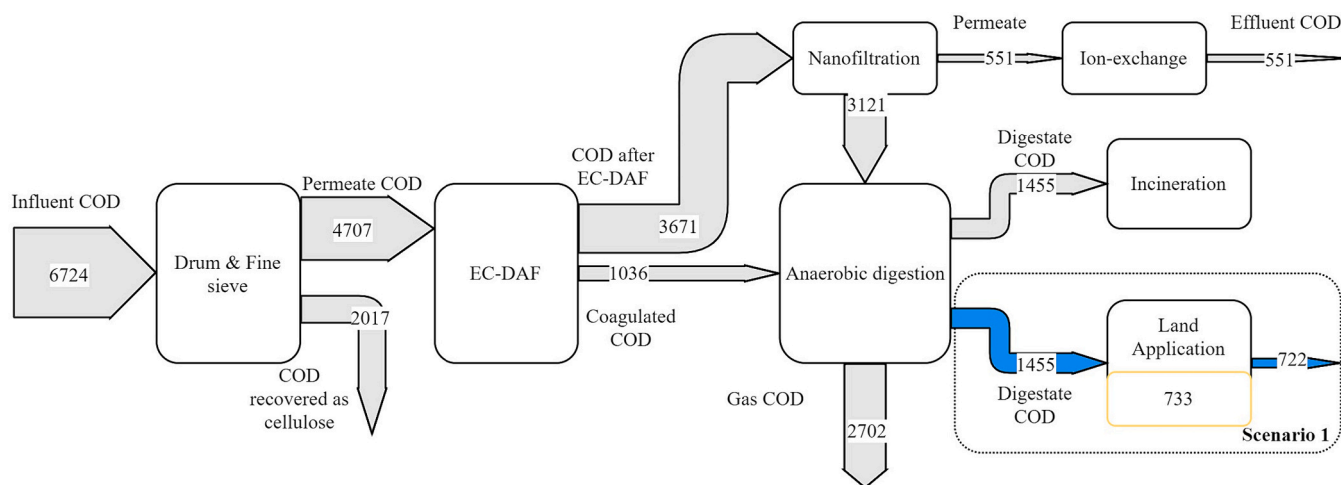 Permeate
Effluent COD
Nanofiltration
551
Ion-exchange
551
3121
COD after
EC-DAF
Digestate
COD
1455
Incineration
Influent COD
Permeate COD
4707
3671
6724
Drum & Fine
sieve
EC-DAF
1036
Anaerobic digestion
2017
Coagulated
COD
COD
recovered as
cellulose
Gas COD
2702
Land
Application
1455
722
Digestate
COD
733
Scenario 1